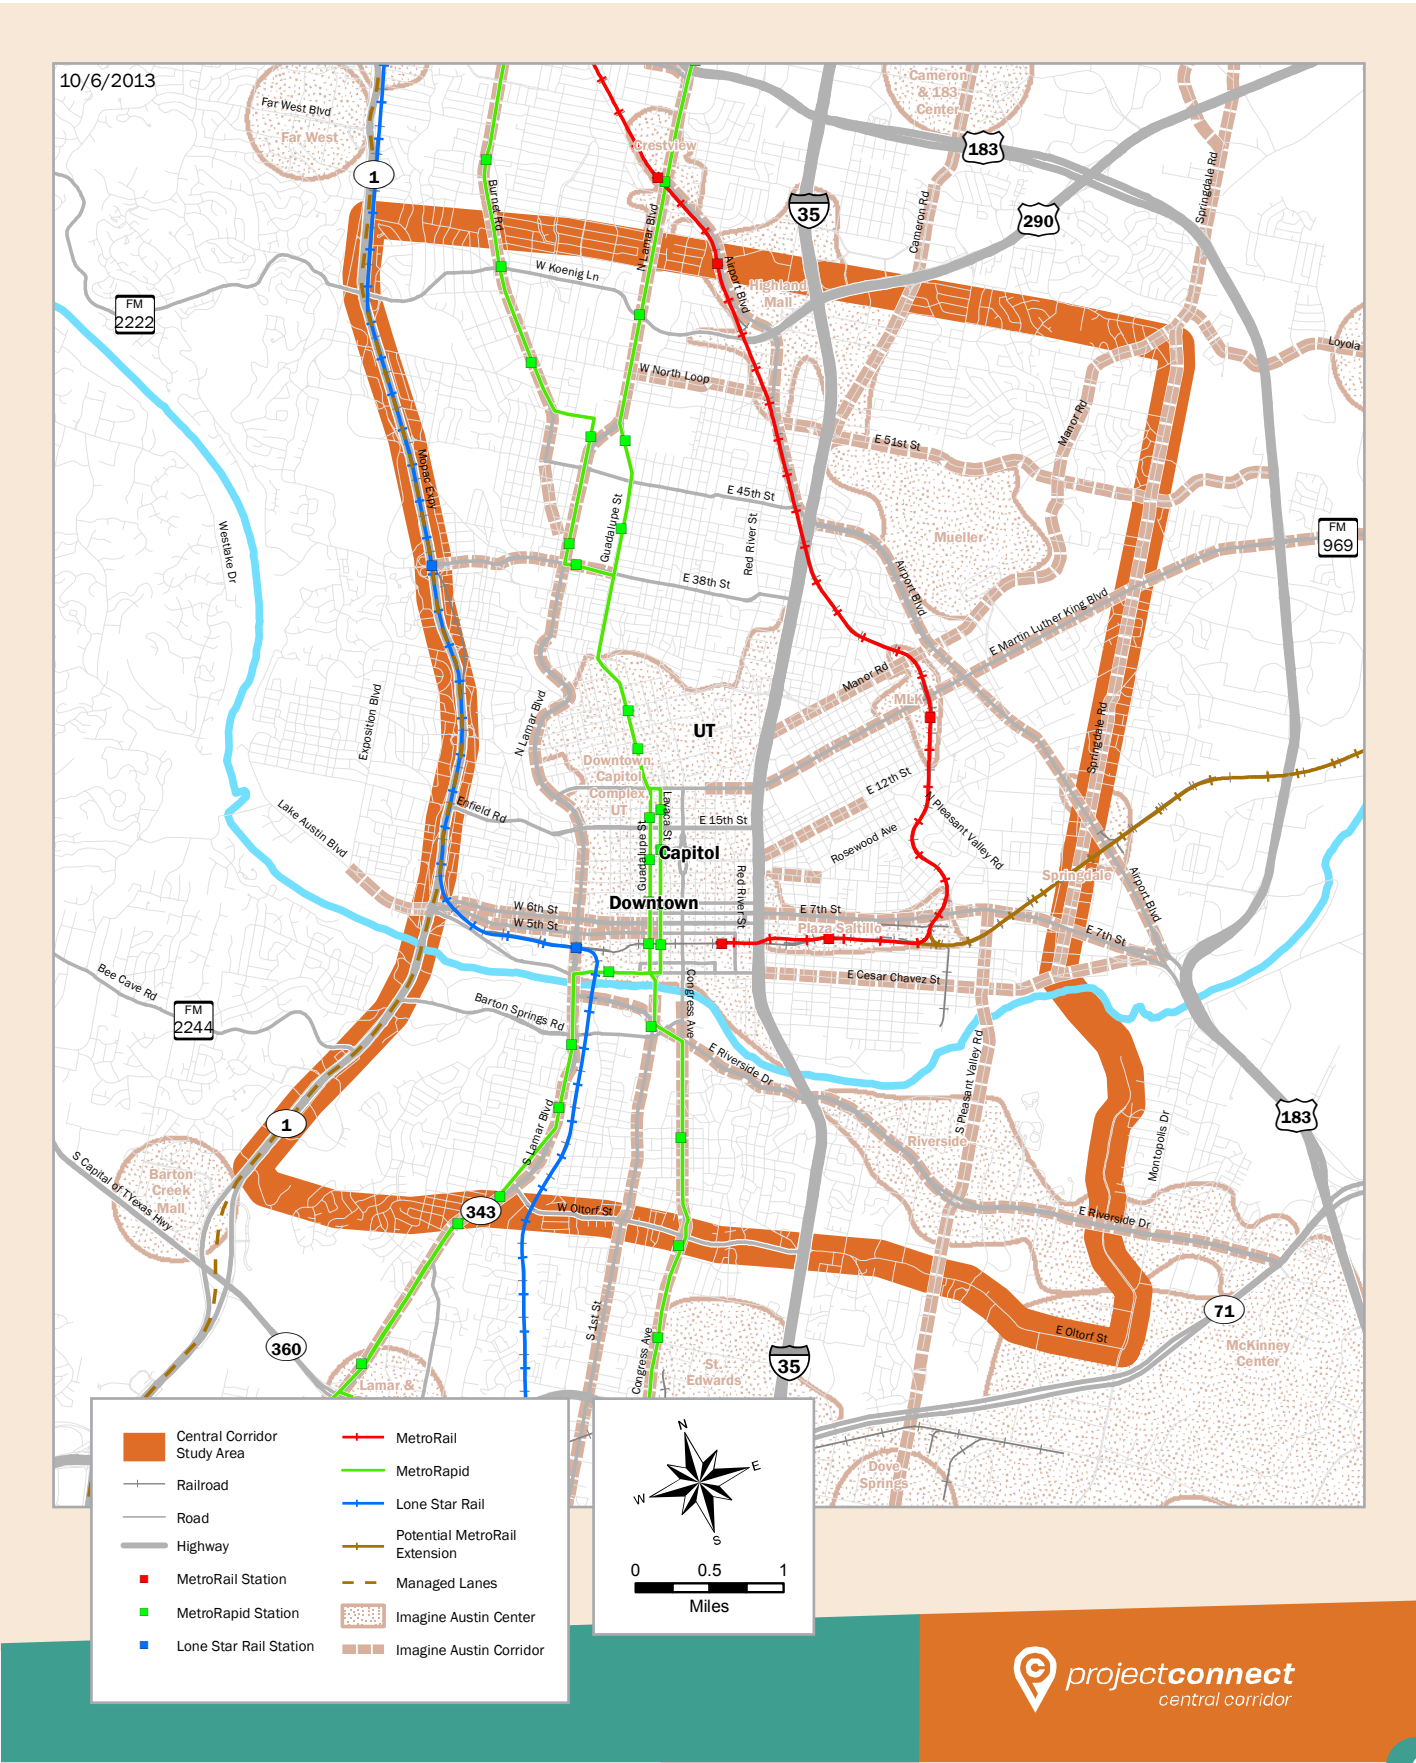 10/6/2013
Far West Blvd
Far West
Cameron
& 183
Center
Crestview
183
1
35
290
Burnet Rd
N Lamar Blvd
Cameron Rd
Springdale Rd
W Koenig Ln
Airport Blvd
Highland
Mall
FM
2222
Loyola
W North Loop
Manor Rd
E 51st St
Mopac Expy
E 45th St
Guadalupe St
Red River St
Mueller
FM
969
Westlake Dr
E 38th St
Airport Blvd
E Martin Luther King Blvd
Manor Rd
MLK
Exposition Blvd
N Lamar Blvd
UT
Springdale Rd
Downtown
Capitol
Complex
UT
E 12th St
Lake Austin Blvd
Enfield Rd
Lavaca St
E 15th St
N Pleasant Valley Rd
Guadalupe St
Capitol
Rosewood Ave
Red River St
Springdale
Airport Blvd
Downtown
W 6th St
W 5th St
E 7th St
Plaza Saltillo
E 7th St
Bee Cave Rd
E Cesar Chavez St
Congress Ave
FM
2244
Barton Springs Rd
E Riverside Dr
S Pleasant Valley Rd
1
S Lamar Blvd
Riverside
Montopolis Dr
183
S Capital of TYexas Hwy
Barton
Creek
Mall
343
W Oltorf St
E Riverside Dr
71
S 1st St
Congress Ave
E Oltorf St
McKinney
Center
360
35
Lamar &
St.
Edwards
Dove
Springs
Central Corridor
Study Area
Railroad
Road
Highway
MetroRail Station
MetroRapid Station
Lone Star Rail Station
MetroRail
MetroRapid
Lone Star Rail
Potential MetroRail
Extension
Managed Lanes
Imagine Austin Center
Imagine Austin Corridor
N
E
W
S
0 0.5 1
Miles
projectconnect
central corridor